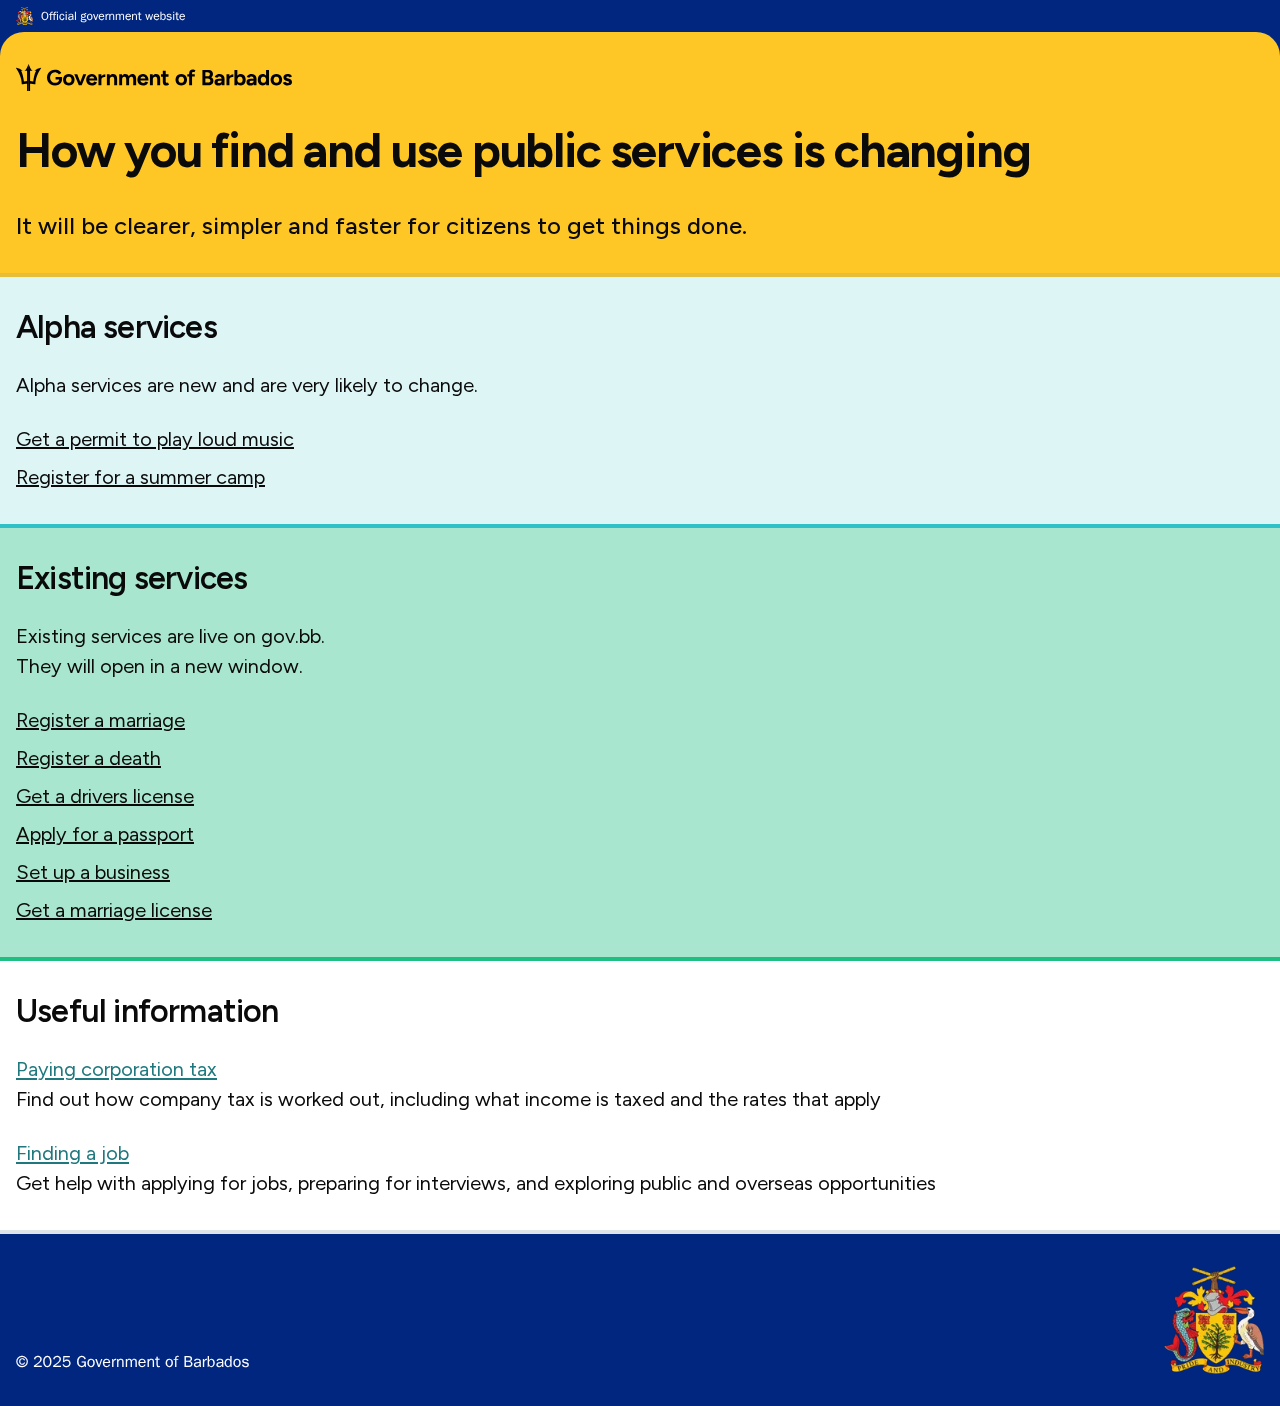 Official government website
Government of Barbados
How you find and use public services is changing
It will be clearer, simpler and faster for citizens to get things done.
Alpha services
Alpha services are new and are very likely to change.
Get a permit to play loud music
Register for a summer camp
Existing services
Existing services are live on gov.bb.
They will open in a new window.
Register a marriage
Register a death
Get a drivers license
Apply for a passport
Set up a business
Get a marriage license
Useful information
Paying corporation tax
Find out how company tax is worked out, including what income is taxed and the rates that apply
Finding a job
Get help with applying for jobs, preparing for interviews, and exploring public and overseas opportunities
© 2025 Government of Barbados
PRIDE AND INDUSTRY